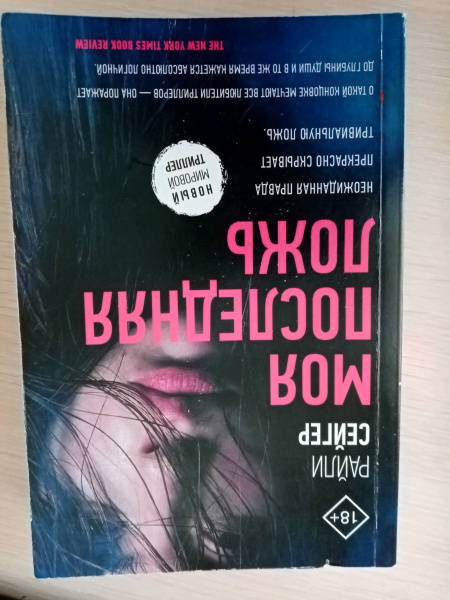 18+
РАЙЛИ
СЕЙГЕР
МОЯ
ПОСЛЕДНЯЯ
ЛОЖЬ
НЕОЖИДАННАЯ ПРАВДА
ПРЕКРАСНО СКРЫВАЕТ
ТРИВИАЛЬНУЮ ЛОЖЬ.
НОВЫЙ
МИРОВОЙ
ТРИЛЛЕР
О ТАКОЙ КОНЦОВКЕ МЕЧТАЮТ ВСЕ ЛЮБИТЕЛИ ТРИЛЛЕРОВ — ОНА ПОРАЖАЕТ
ДО ГЛУБИНЫ ДУШИ И В ТО ЖЕ ВРЕМЯ КАЖЕТСЯ АБСОЛЮТНО ЛОГИЧНОЙ.
THE NEW YORK TIMES BOOK REVIEW